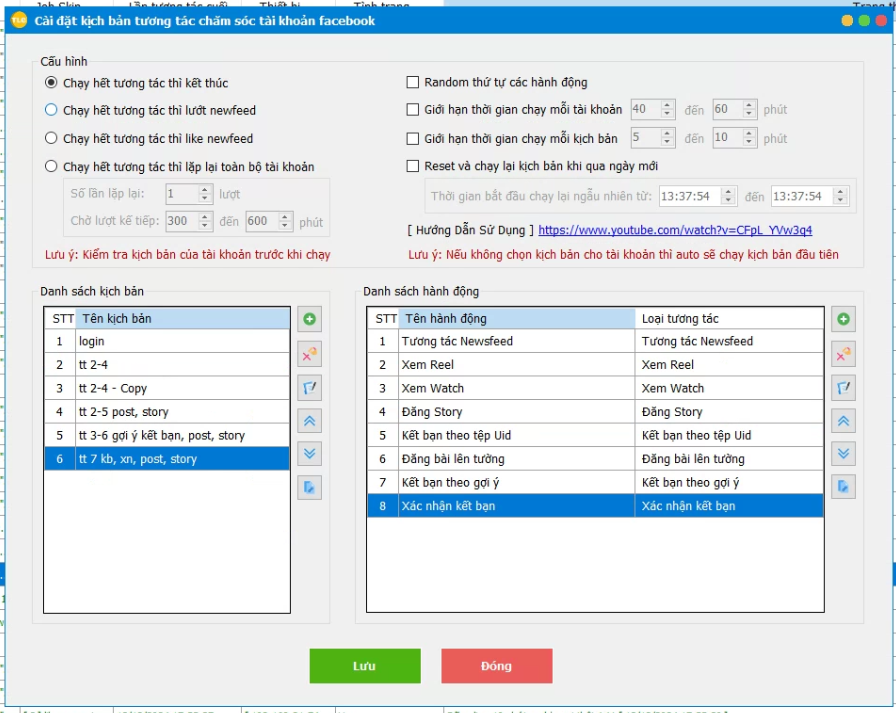 Job Skip Lần tương tác cuối Thiết bị Tình trạng
TLC Cài đặt kịch bản tương tác chăm sóc tài khoản facebook
Cấu hình
Chạy hết tương tác thì kết thúc
Chạy hết tương tác thì lướt newfeed
Chạy hết tương tác thì like newfeed
Chạy hết tương tác thì lặp lại toàn bộ tài khoản
Số lần lặp lại: 1 lượt
Chờ lượt kế tiếp: 300 đến 600 phút
Lưu ý: Kiểm tra kịch bản của tài khoản trước khi chạy
Random thứ tự các hành động
Giới hạn thời gian chạy mỗi tài khoản 40 đến 60 phút
Giới hạn thời gian chạy mỗi kịch bản 5 đến 10 phút
Reset và chạy lại kịch bản khi qua ngày mới
Thời gian bắt đầu chạy lại ngẫu nhiên từ: 13:37:54 đến 13:37:54
[ Hướng Dẫn Sử Dụng ] https://www.youtube.com/watch?v=CFpL_YVw3q4
Lưu ý: Nếu không chọn kịch bản cho tài khoản thì auto sẽ chạy kịch bản đầu tiên
Danh sách kịch bản
STT Tên kịch bản
1 login
2 tt 2-4
3 tt 2-4 - Copy
4 tt 2-5 post, story
5 tt 3-6 gợi ý kết bạn, post, story
6 tt 7 kb, xn, post, story
Danh sách hành động
STT Tên hành động Loại tương tác
1 Tương tác Newsfeed Tương tác Newsfeed
2 Xem Reel Xem Reel
3 Xem Watch Xem Watch
4 Đăng Story Đăng Story
5 Kết bạn theo tệp Uid Kết bạn theo tệp Uid
6 Đăng bài lên tường Đăng bài lên tường
7 Kết bạn theo gợi ý Kết bạn theo gợi ý
8 Xác nhận kết bạn Xác nhận kết bạn
Lưu Đóng